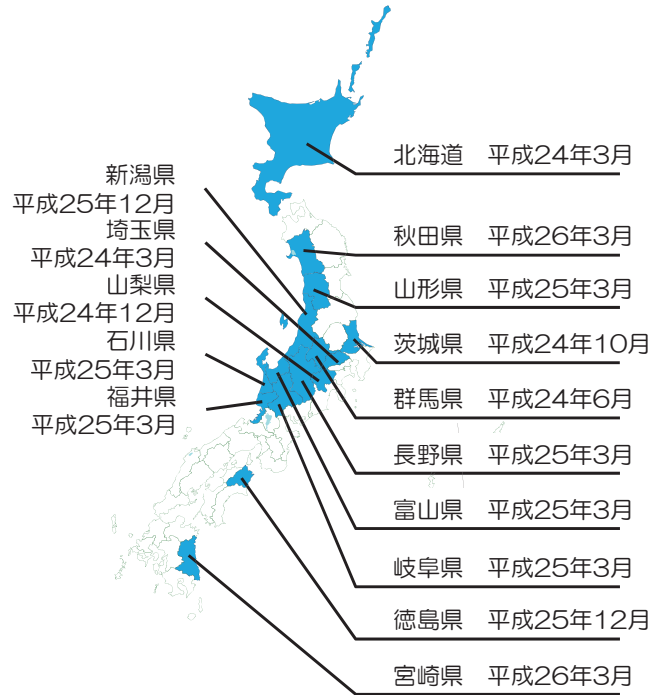 新潟県
平成25年12月
埼玉県
平成24年3月
山梨県
平成24年12月
石川県
平成25年3月
福井県
平成25年3月
北海道 平成24年3月
秋田県 平成26年3月
山形県 平成25年3月
茨城県 平成24年10月
群馬県 平成24年6月
長野県 平成25年3月
富山県 平成25年3月
岐阜県 平成25年3月
徳島県 平成25年12月
宮崎県 平成26年3月